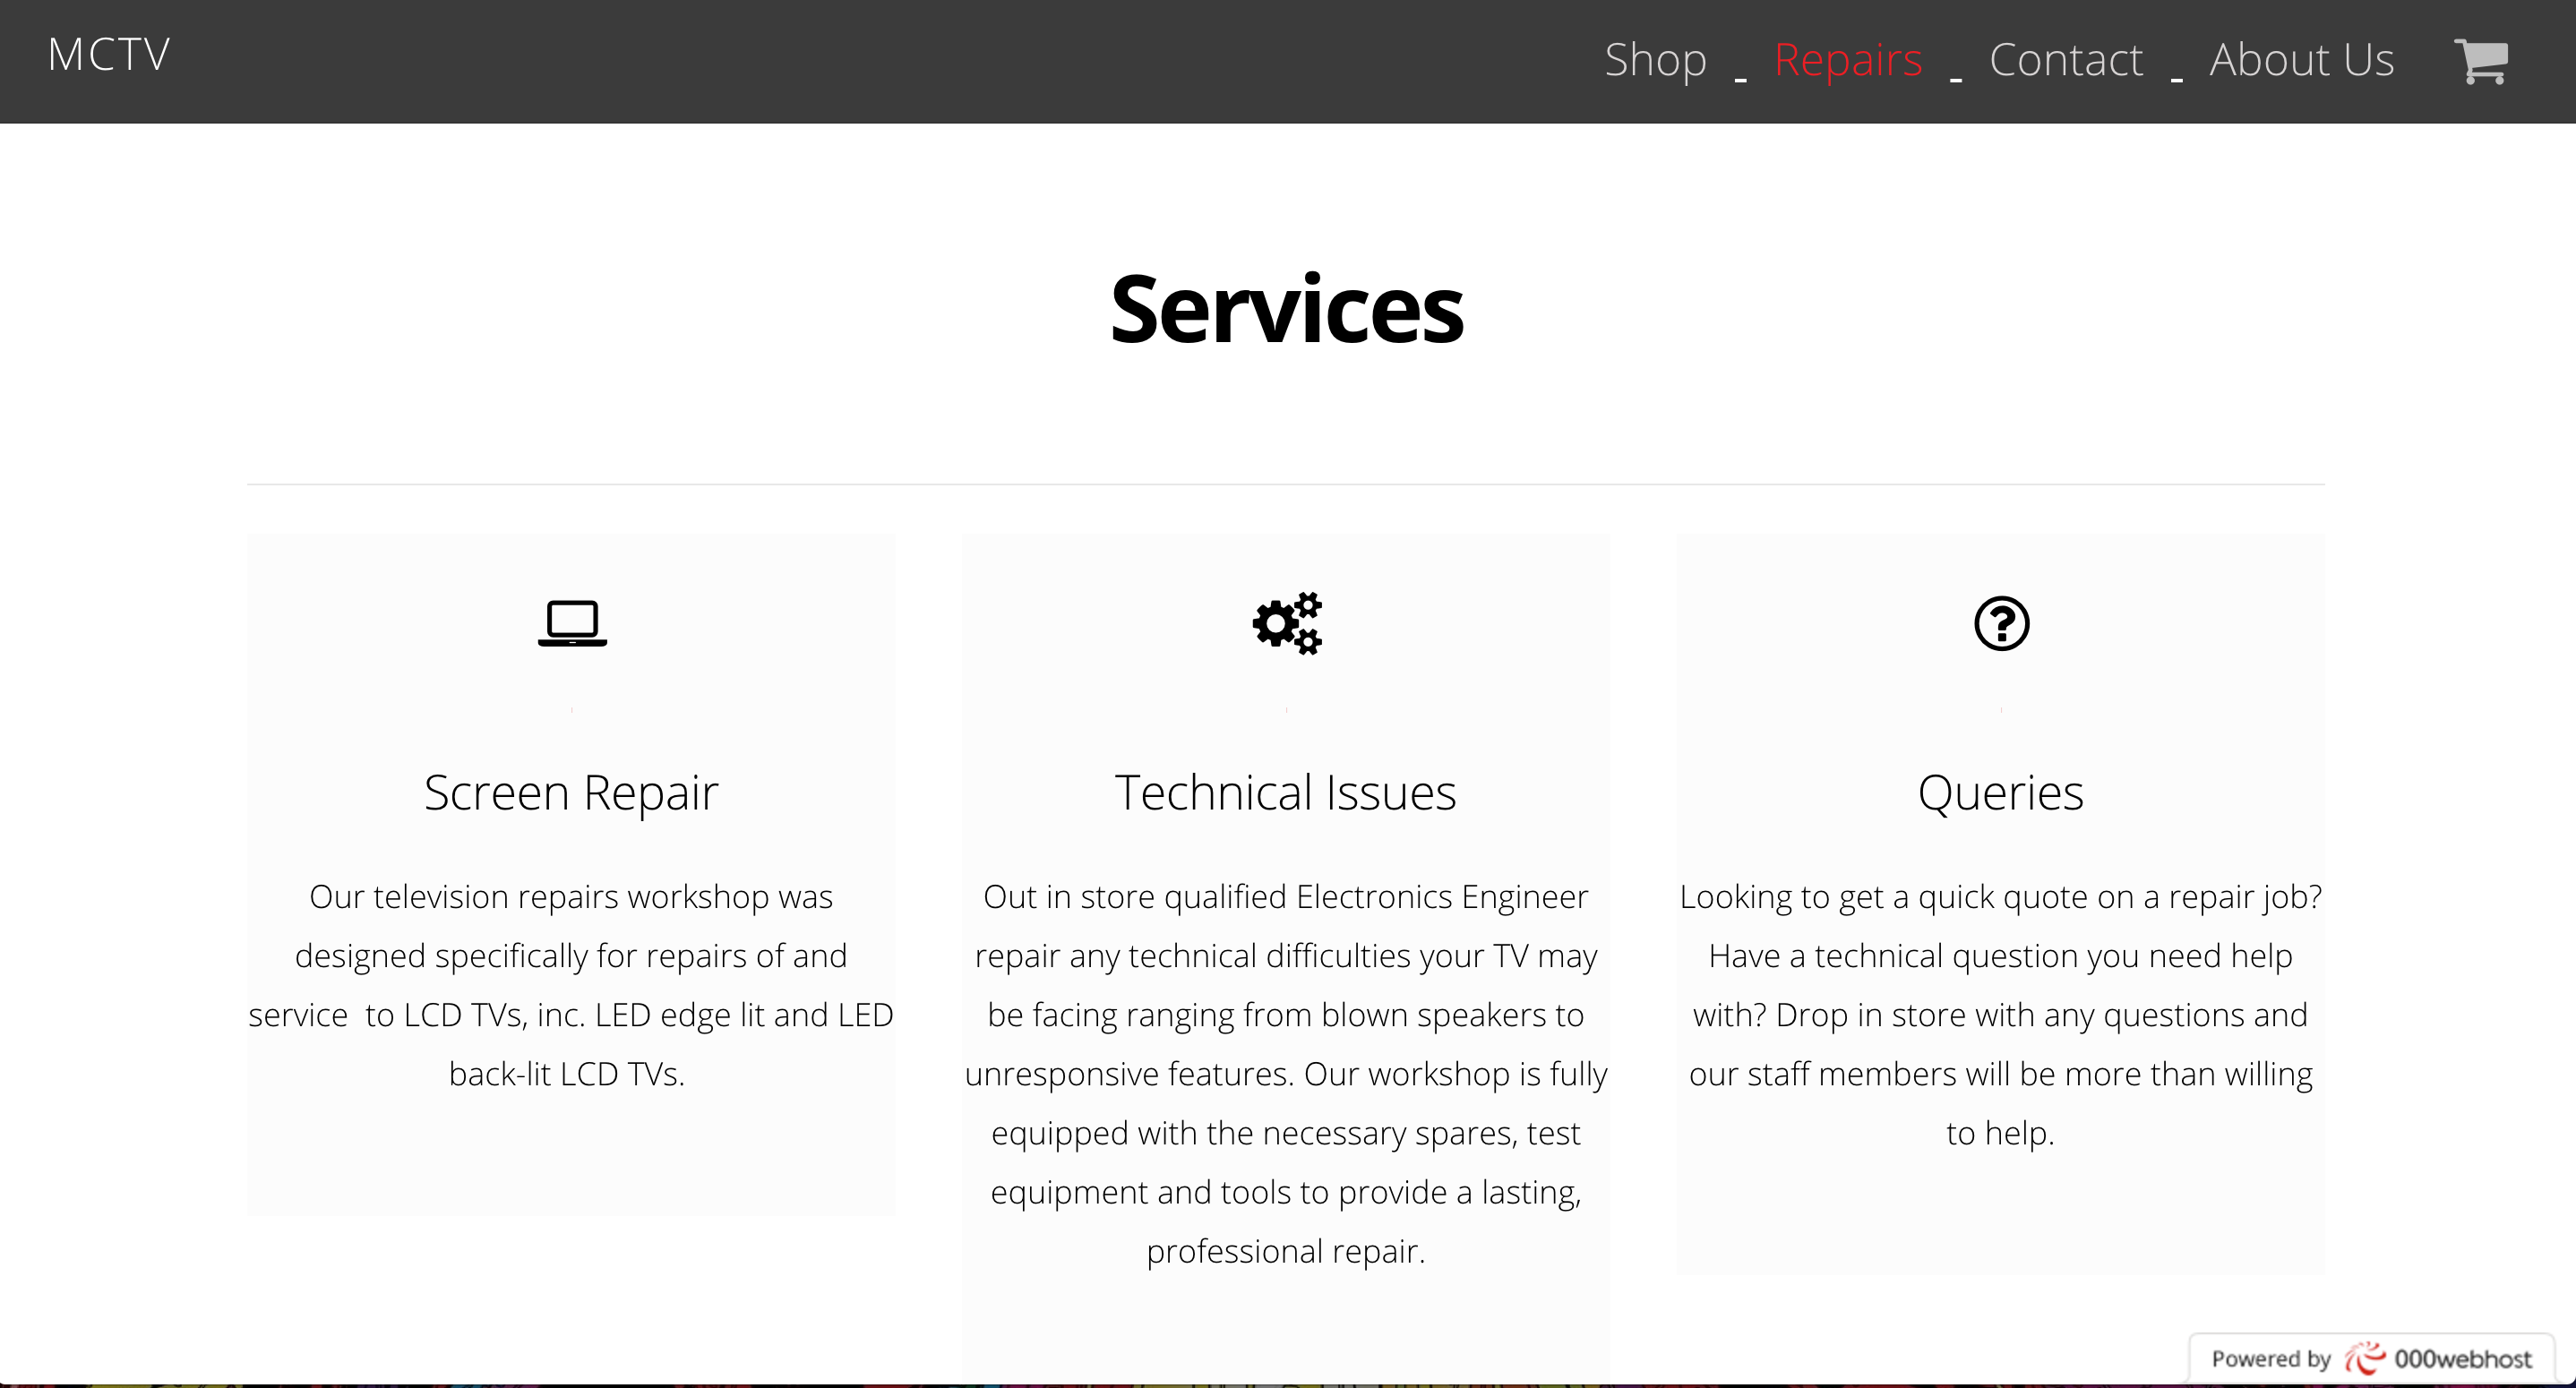 MCTV
Shop - Repairs - Contact - About Us
Services
Screen Repair
Our television repairs workshop was
designed specifically for repairs of and
service  to LCD TVs, inc. LED edge lit and LED
back-lit LCD TVs.
Technical Issues
Out in store qualified Electronics Engineer
repair any technical difficulties your TV may
be facing ranging from blown speakers to
unresponsive features. Our workshop is fully
equipped with the necessary spares, test
equipment and tools to provide a lasting,
professional repair.
Queries
Looking to get a quick quote on a repair job?
Have a technical question you need help
with? Drop in store with any questions and
our staff members will be more than willing
to help.
Powered by 000webhost